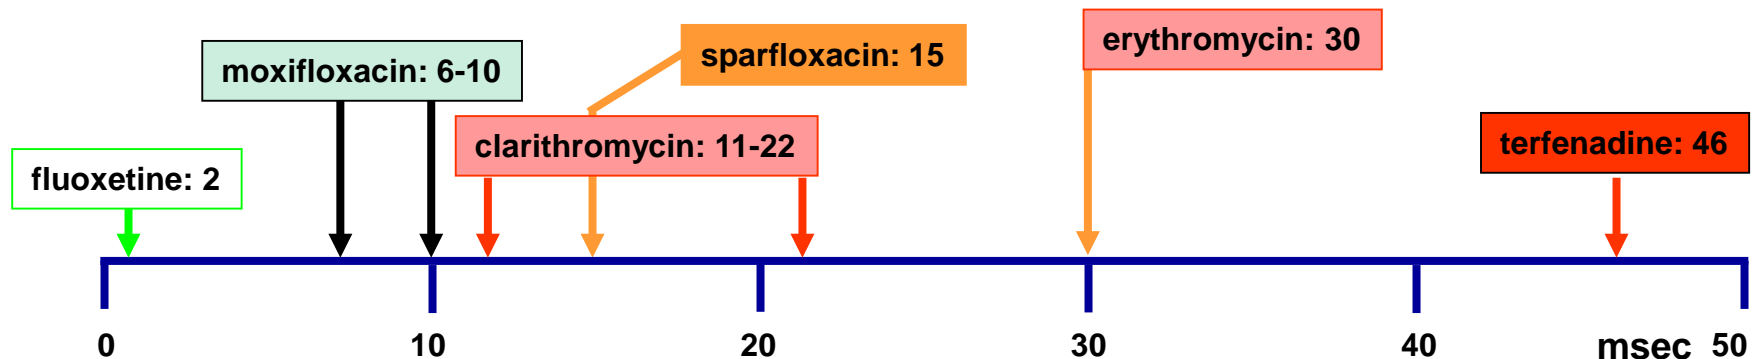 fluoxetine: 2
moxifloxacin: 6-10
clarithromycin: 11-22
sparfloxacin: 15
erythromycin: 30
terfenadine: 46
0 10 20 30 40 msec 50